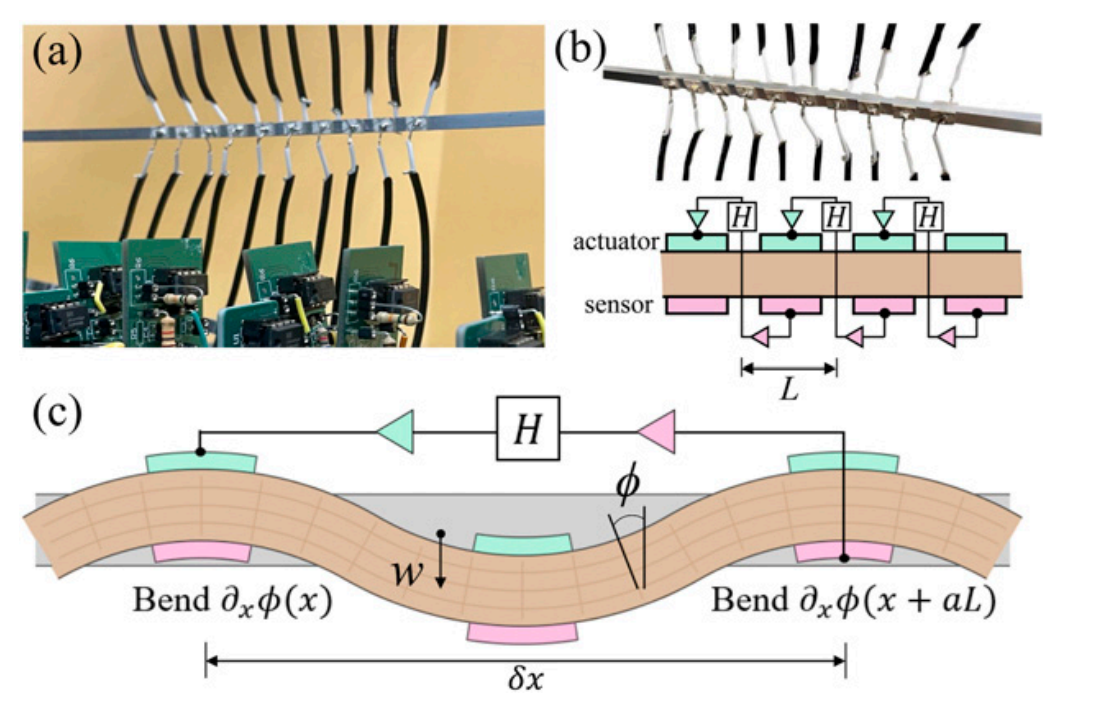 (a)
(b)
H H H
actuator
sensor
L
(c)
H
ϕ
w
Bend ∂ₓϕ(x) Bend ∂ₓϕ(x + aL)
δx